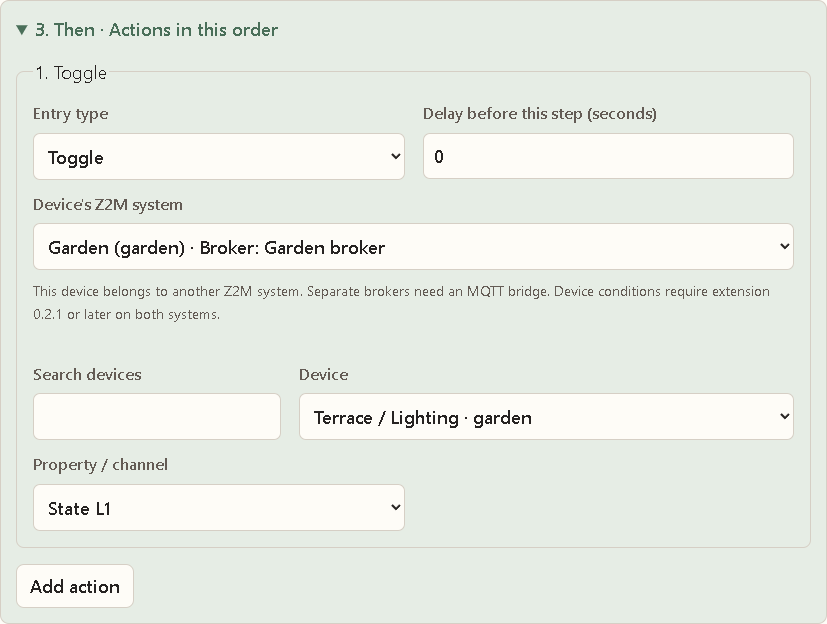 ▼ 3. Then · Actions in this order
1. Toggle
Entry type
Delay before this step (seconds)
Toggle
0
Device's Z2M system
Garden (garden) · Broker: Garden broker
This device belongs to another Z2M system. Separate brokers need an MQTT bridge. Device conditions require extension
0.2.1 or later on both systems.
Search devices
Device
Terrace / Lighting · garden
Property / channel
State L1
Add action